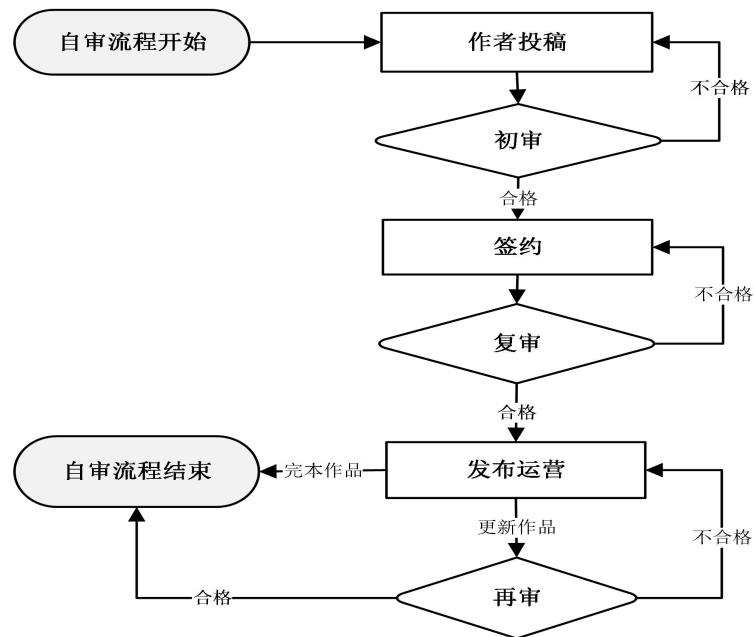 自审流程开始
作者投稿
不合格
初审
合格
签约
不合格
复审
合格
自审流程结束
完本作品
发布运营
更新作品
不合格
合格
再审